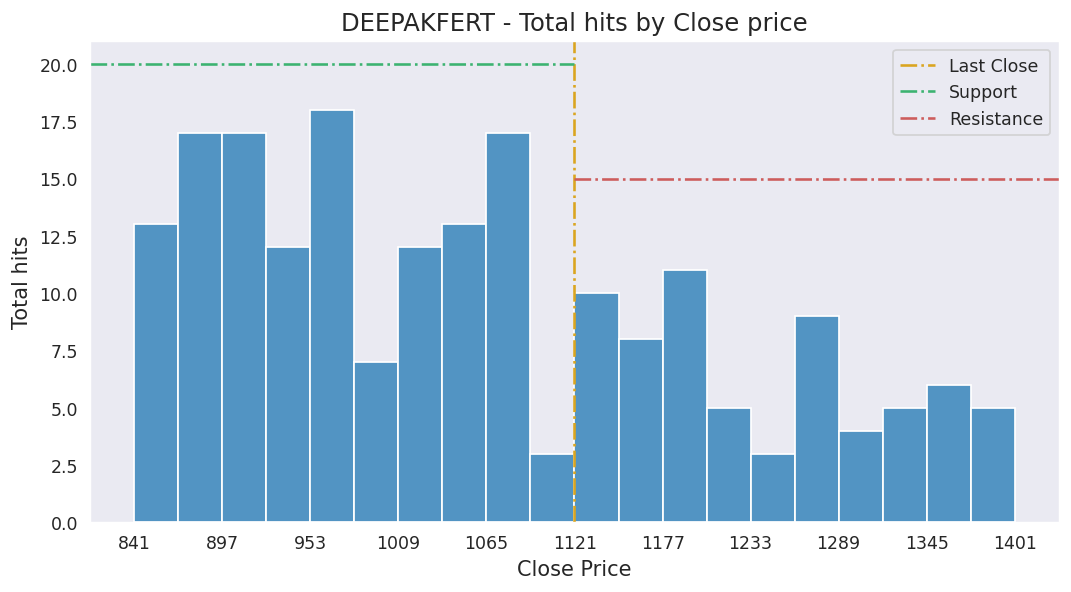 DEEPAKFERT - Total hits by Close price
Last Close
Support
Resistance
Total hits
20.0
17.5
15.0
12.5
10.0
7.5
5.0
2.5
0.0
841 897 953 1009 1065 1121 1177 1233 1289 1345 1401
Close Price